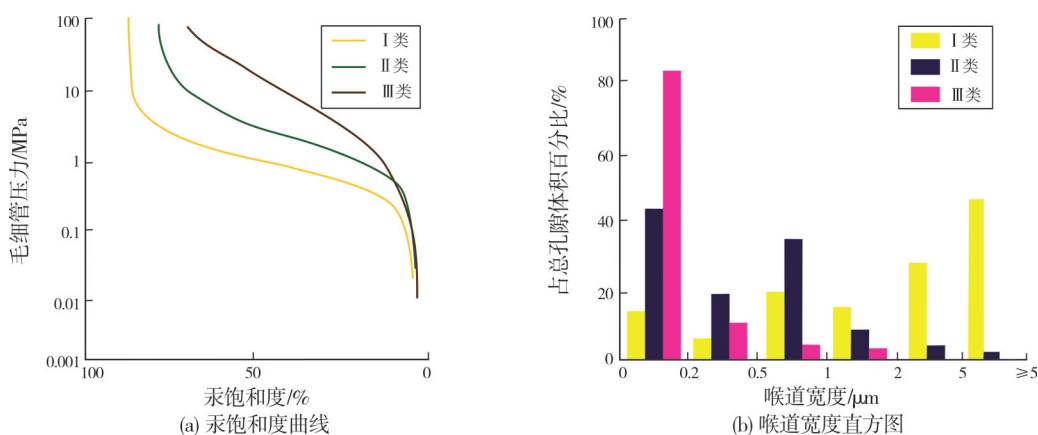 100
10
1
0.1
0.01
0.001
毛细管压力/MPa
Ⅰ类
Ⅱ类
Ⅲ类
100
50
0
汞饱和度/%
(a) 汞饱和度曲线
100
80
60
40
20
0
占总孔隙体积百分比/%
Ⅰ类
Ⅱ类
Ⅲ类
0
0.2
0.5
1
2
5
≥5
喉道宽度/μm
(b) 喉道宽度直方图